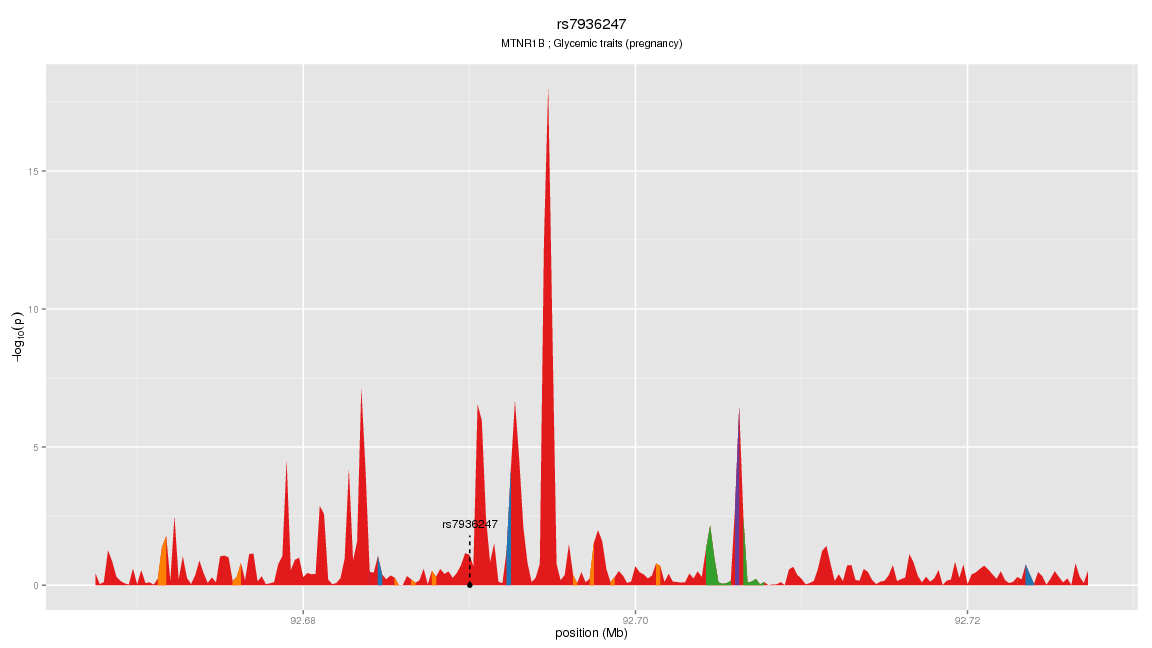 rs7936247
MTNR1B ; Glycemic traits (pregnancy)
−log10(p)
15
10
5
0
rs7936247
92.68
92.70
92.72
position (Mb)